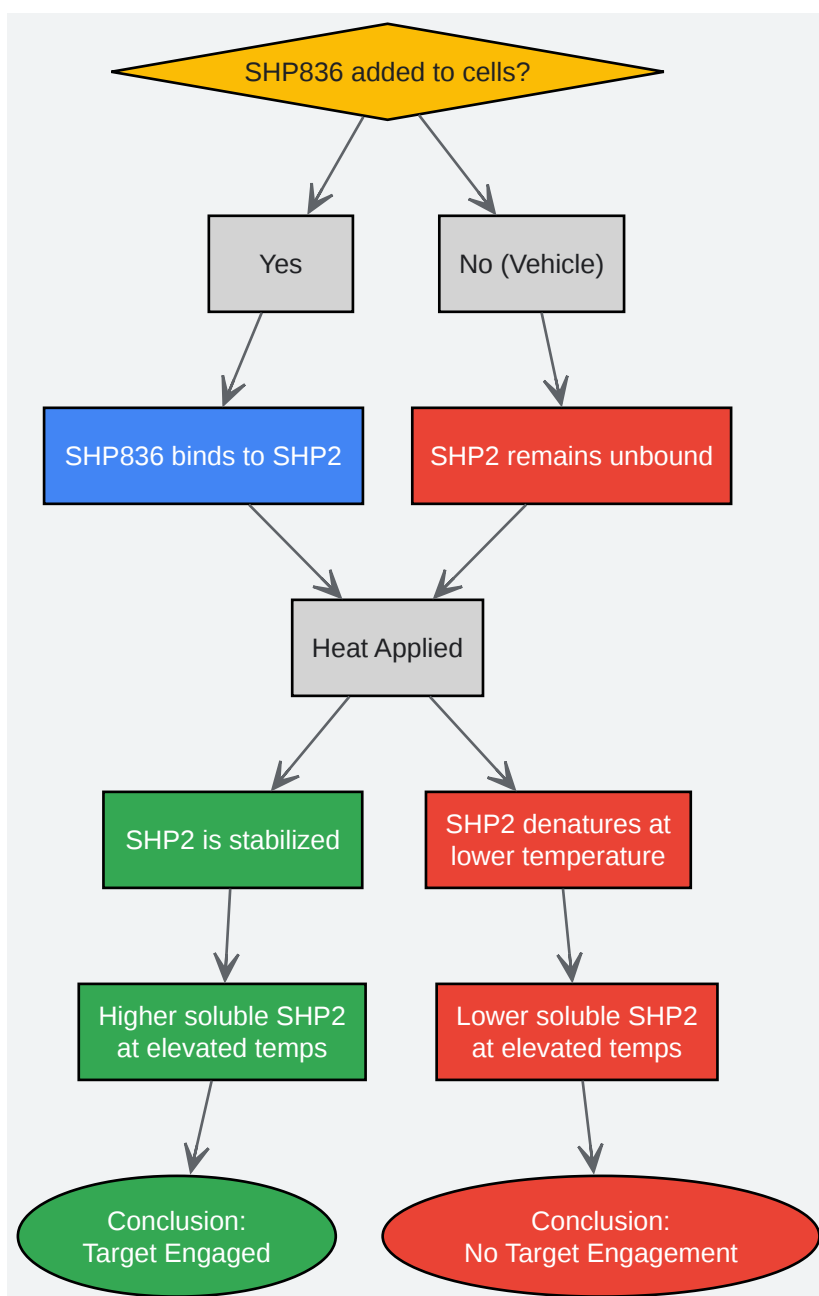 SHP836 added to cells?
Yes
No (Vehicle)
SHP836 binds to SHP2
SHP2 remains unbound
Heat Applied
SHP2 is stabilized
SHP2 denatures at
lower temperature
Higher soluble SHP2
at elevated temps
Lower soluble SHP2
at elevated temps
Conclusion:
Target Engaged
Conclusion:
No Target Engagement